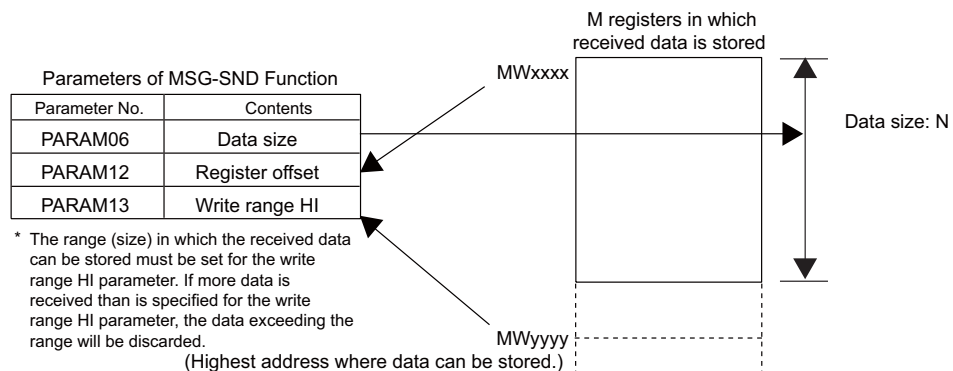 M registers in which
received data is stored
MWxxxx
Parameters of MSG-SND Function
Parameter No. Contents
PARAM06 Data size
PARAM12 Register offset
PARAM13 Write range HI
Data size: N
* The range (size) in which the received data
can be stored must be set for the write
range HI parameter. If more data is
received than is specified for the write
range HI parameter, the data exceeding the
range will be discarded.
MWyyyy
(Highest address where data can be stored.)